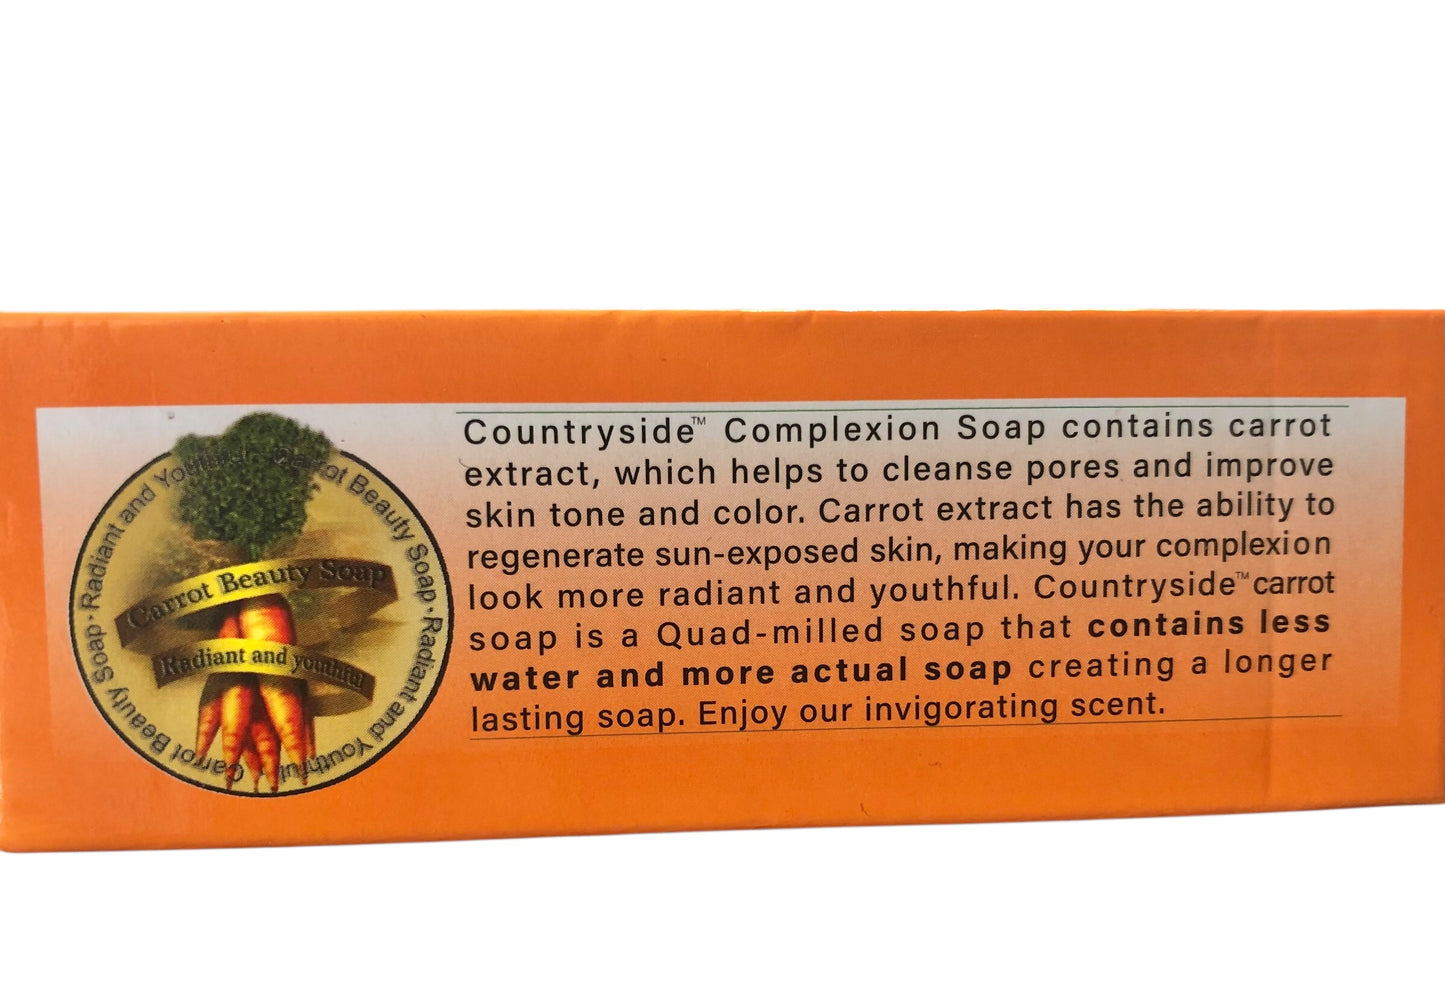 Countryside™ Complexion Soap contains carrot
extract, which helps to cleanse pores and improve
skin tone and color. Carrot extract has the ability to
regenerate sun-exposed skin, making your complexion
look more radiant and youthful. Countryside™ carrot
soap is a Quad-milled soap that contains less
water and more actual soap creating a longer
lasting soap. Enjoy our invigorating scent.
Carrot Beauty Soap
Radiant and youthful
Carrot Beauty Soap · Radiant and Youthful · Carrot Beauty Soap · Radiant and Youthful